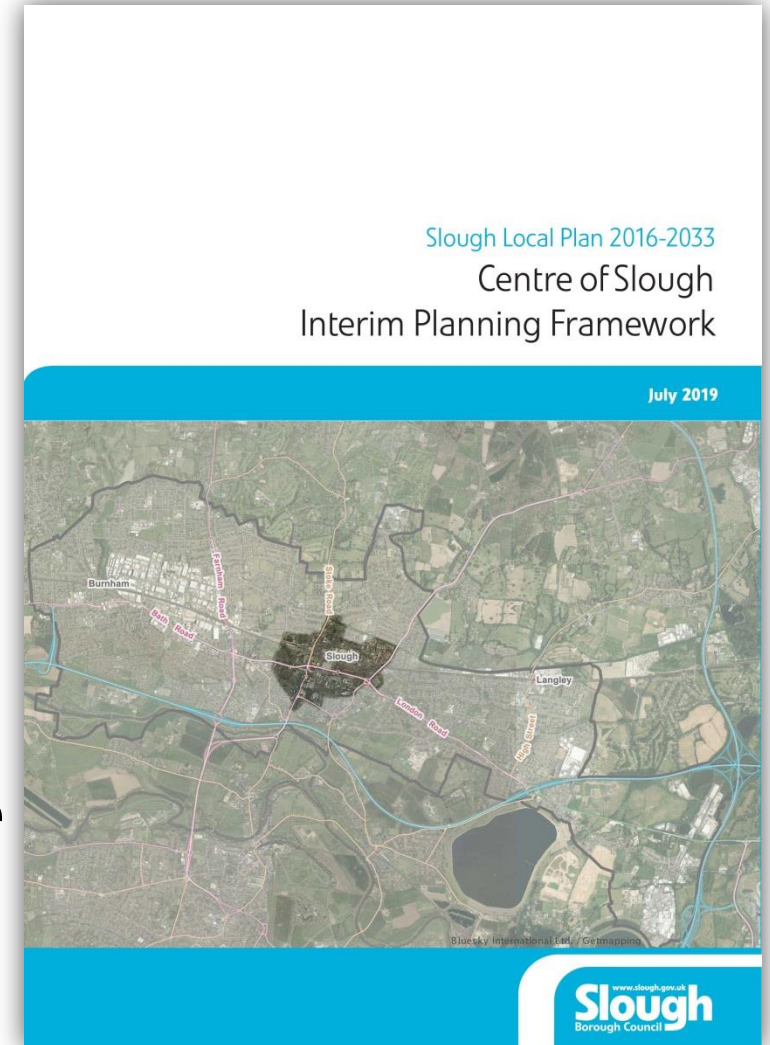 Slough Local Plan 2016-2033
Centre of Slough
Interim Planning Framework
July 2019
Burnham
Farnham Road
Stoke Road
Bath Road
Slough
Langley
London Road
High Street
Bluesky International Ltd. / Getmapping
www.slough.gov.uk
Slough
Borough Council